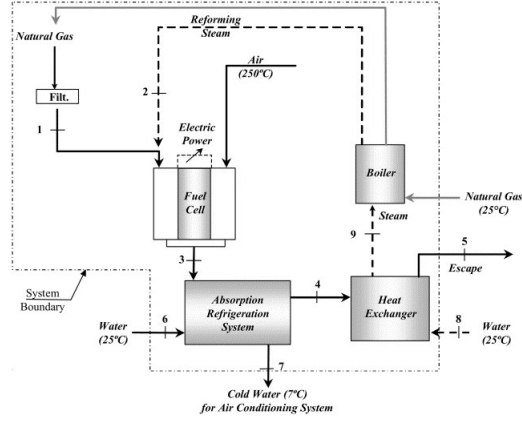 Reforming
Steam
Natural Gas
Air
(250ºC)
Filt.
2
1
Electric
Power
Boiler
Fuel
Cell
Natural Gas
(25°C)
Steam
9
5
Escape
3
4
System
Boundary
Absorption
Refrigeration
System
Heat
Exchanger
Water
(25ºC)
6
8
Water
(25ºC)
7
Cold Water (7ºC)
for Air Conditioning System